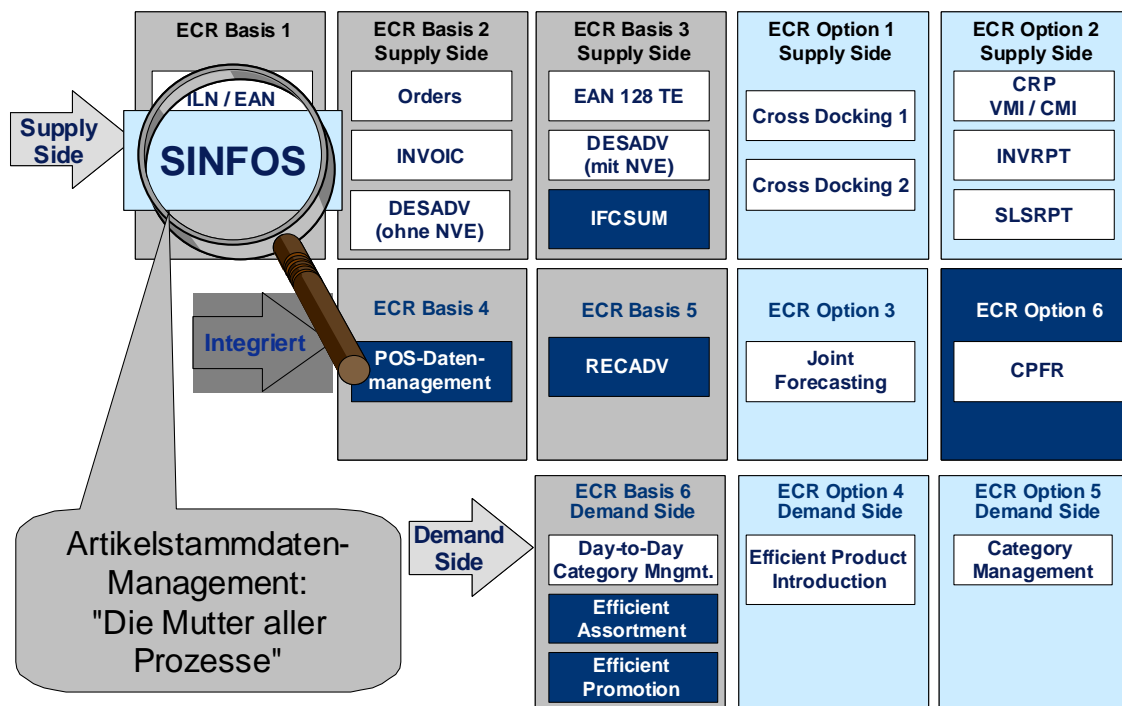 ECR Basis 1
ILN / EAN
SINFOS
Supply
Side
ECR Basis 2
Supply Side
Orders
INVOIC
DESADV
(ohne NVE)
ECR Basis 3
Supply Side
EAN 128 TE
DESADV
(mit NVE)
IFCSUM
ECR Option 1
Supply Side
Cross Docking 1
Cross Docking 2
ECR Option 2
Supply Side
CRP
VMI / CMI
INVRPT
SLSRPT
Integriert
ECR Basis 4
POS-Daten-
management
ECR Basis 5
RECADV
ECR Option 3
Joint
Forecasting
ECR Option 6
CPFR
Artikelstammdaten-
Management:
"Die Mutter aller
Prozesse"
Demand
Side
ECR Basis 6
Demand Side
Day-to-Day
Category Mngmt.
Efficient
Assortment
Efficient
Promotion
ECR Option 4
Demand Side
Efficient Product
Introduction
ECR Option 5
Demand Side
Category
Management